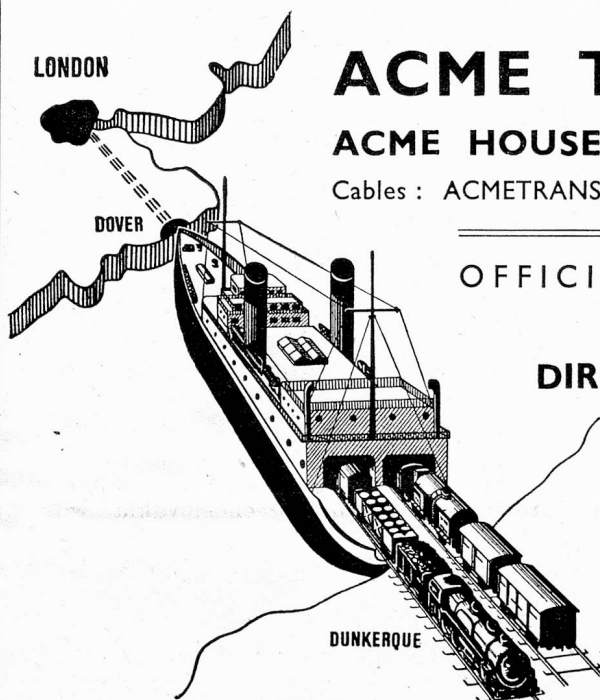 LONDON
ACME T
ACME HOUSE
Cables : ACMETRANS
DOVER
OFFICI
DIR
DUNKERQUE